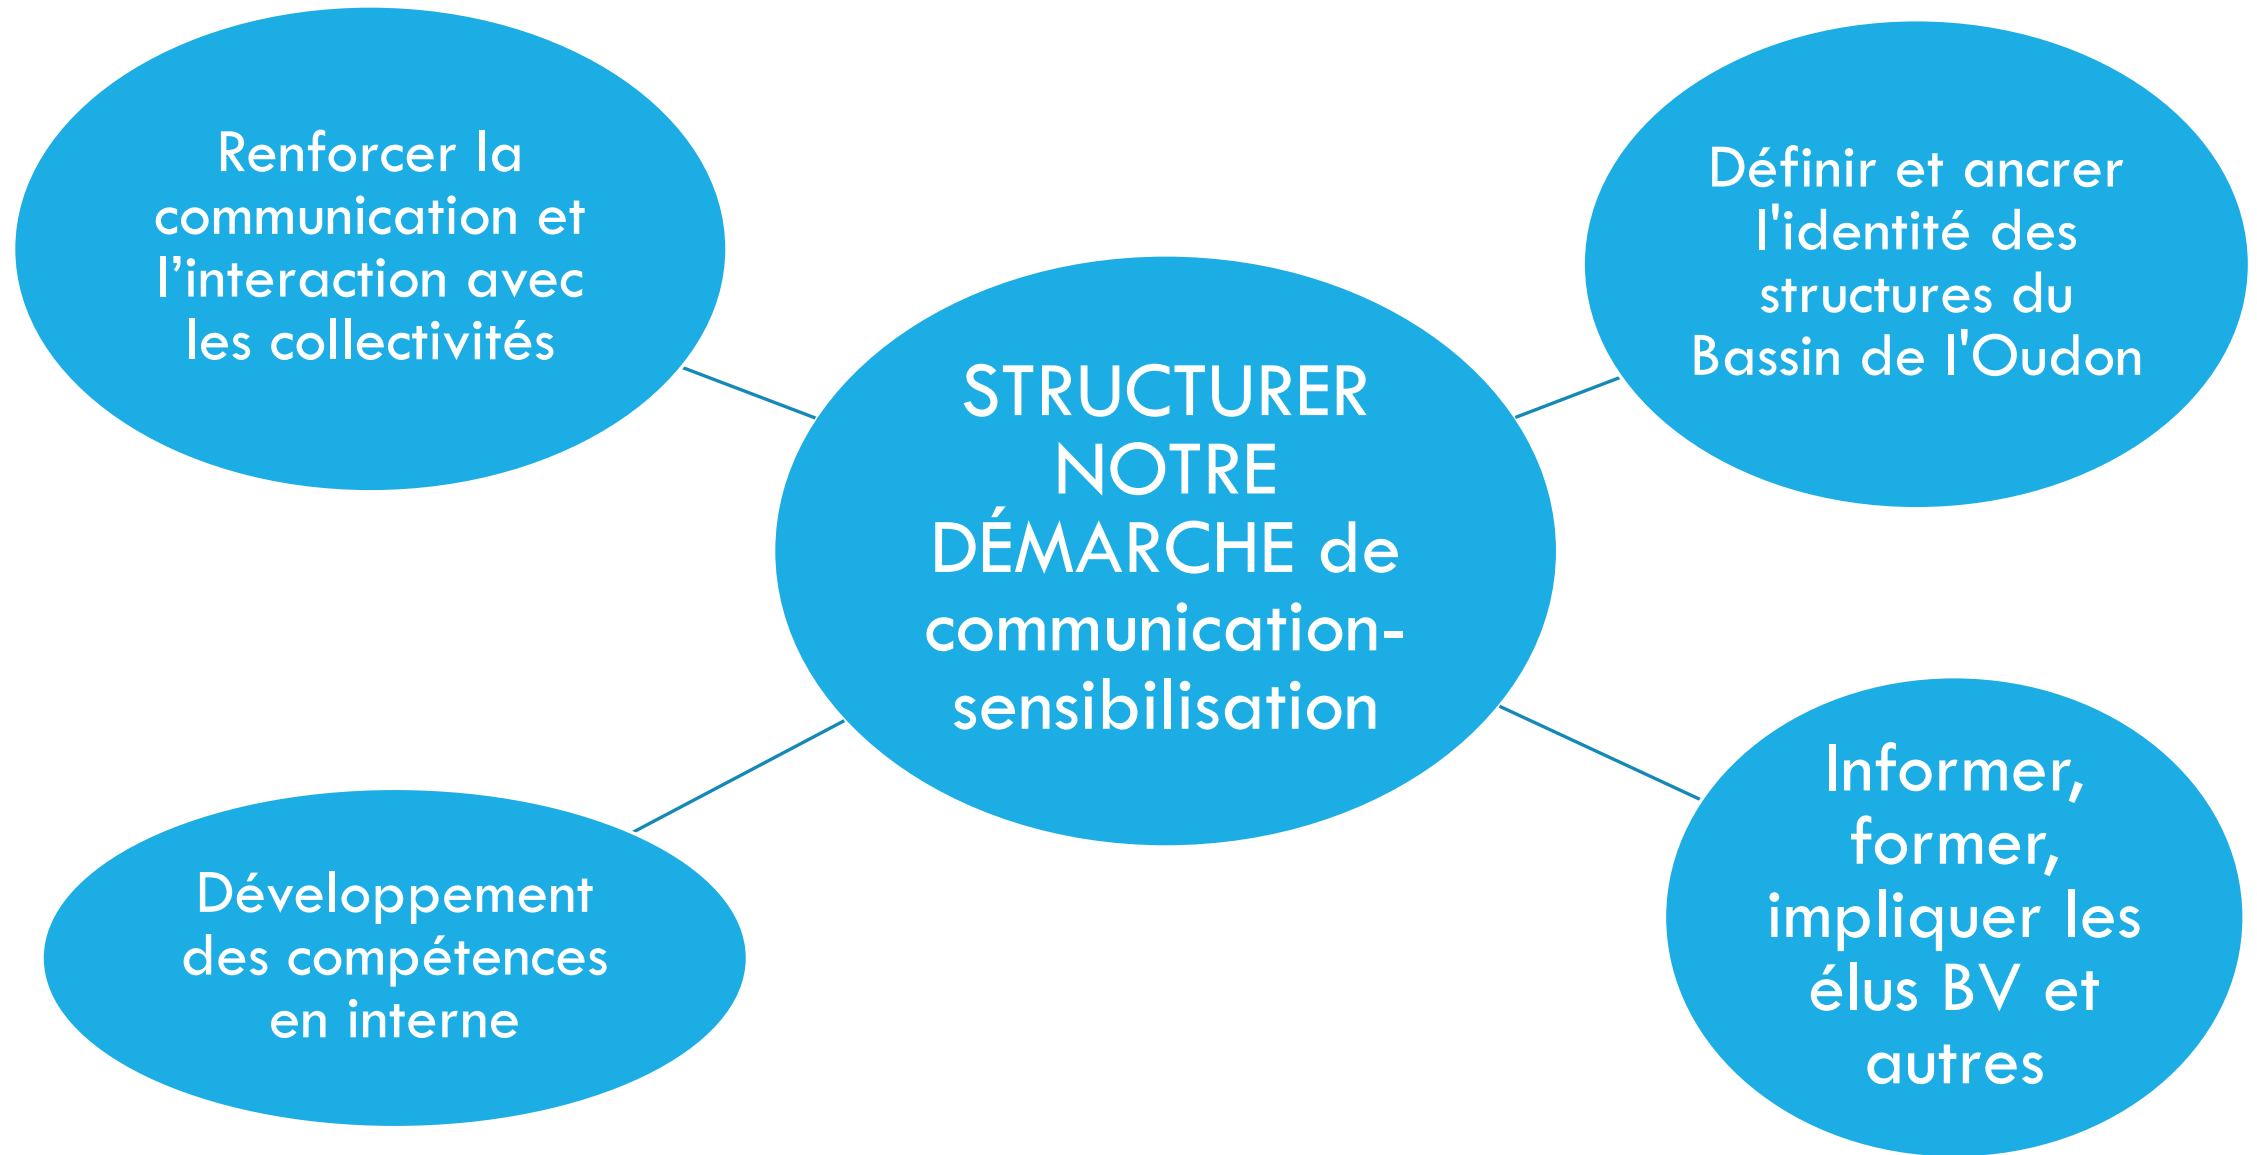 Renforcer la
communication et
l’interaction avec
les collectivités
Définir et ancrer
l'identité des
structures du
Bassin de l'Oudon
STRUCTURER
NOTRE
DÉMARCHE de
communication-
sensibilisation
Développement
des compétences
en interne
Informer,
former,
impliquer les
élus BV et
autres